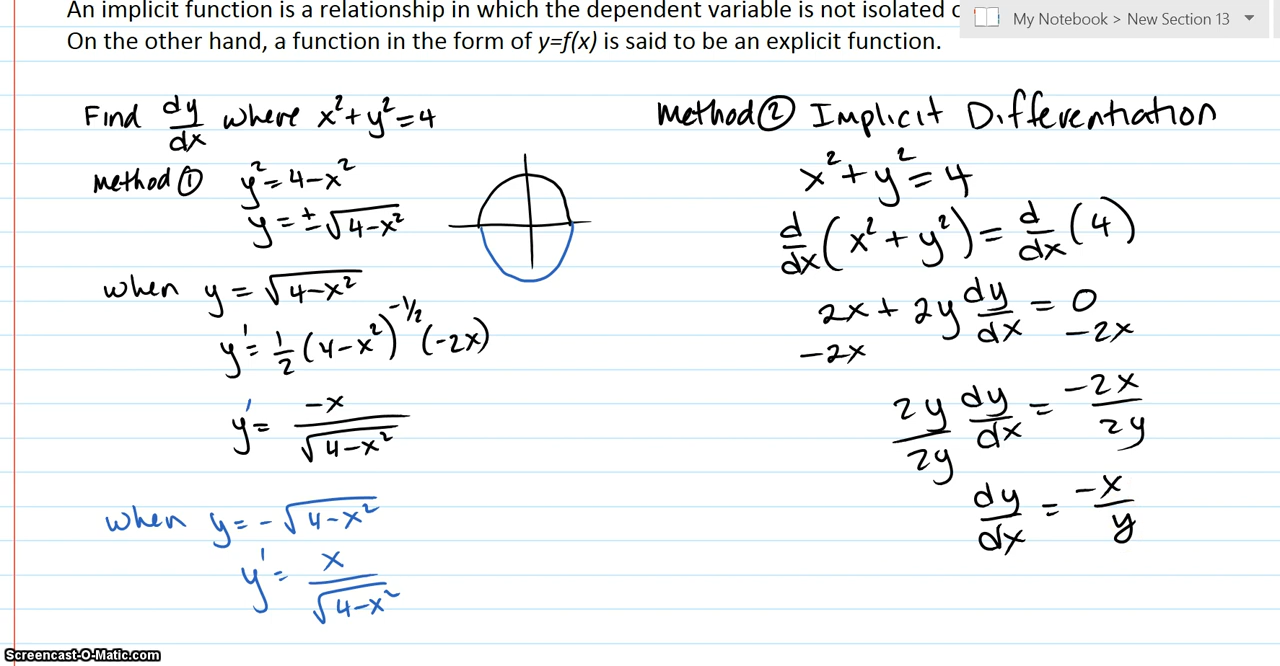 An implicit function is a relationship in which the dependent variable is not isolated
My Notebook > New Section 13
On the other hand, a function in the form of y=f(x) is said to be an explicit function.
Find dy/dx where x²+y²=4
Method ① y²=4-x²
y=±√4-x²
when y=√4-x²
y'=1/2(4-x²)^-1/2(-2x)
y'=-x/√4-x²
when y=-√4-x²
y'=x/√4-x²
Method ② Implicit Differentiation
x²+y²=4
d/dx(x²+y²)=d/dx(4)
2x+2y dy/dx=0
-2x -2x
2y/2y dy/dx=-2x/2y
dy/dx=-x/y
Screencast-O-Matic.com